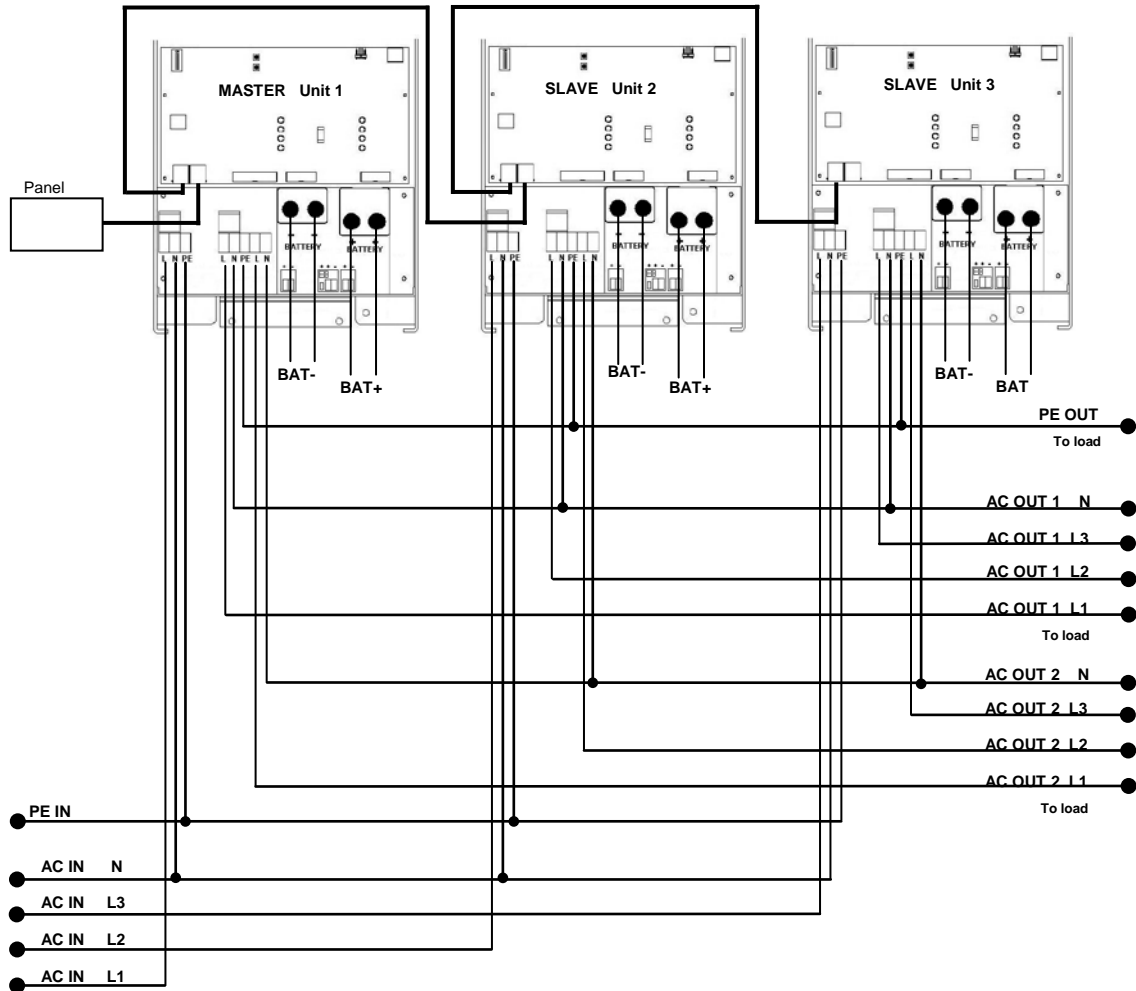 MASTER Unit 1
SLAVE Unit 2
SLAVE Unit 3
Panel
BATTERY
BATTERY
BATTERY
BATTERY
BATTERY
BATTERY
L N PE
L N PE L N
L N PE
L N PE L N
L N PE
L N PE L N
BAT-
BAT+
BAT-
BAT+
BAT-
BAT
PE OUT
To load
AC OUT 1 N
AC OUT 1 L3
AC OUT 1 L2
AC OUT 1 L1
To load
AC OUT 2 N
AC OUT 2 L3
AC OUT 2 L2
AC OUT 2 L1
To load
PE IN
AC IN N
AC IN L3
AC IN L2
AC IN L1